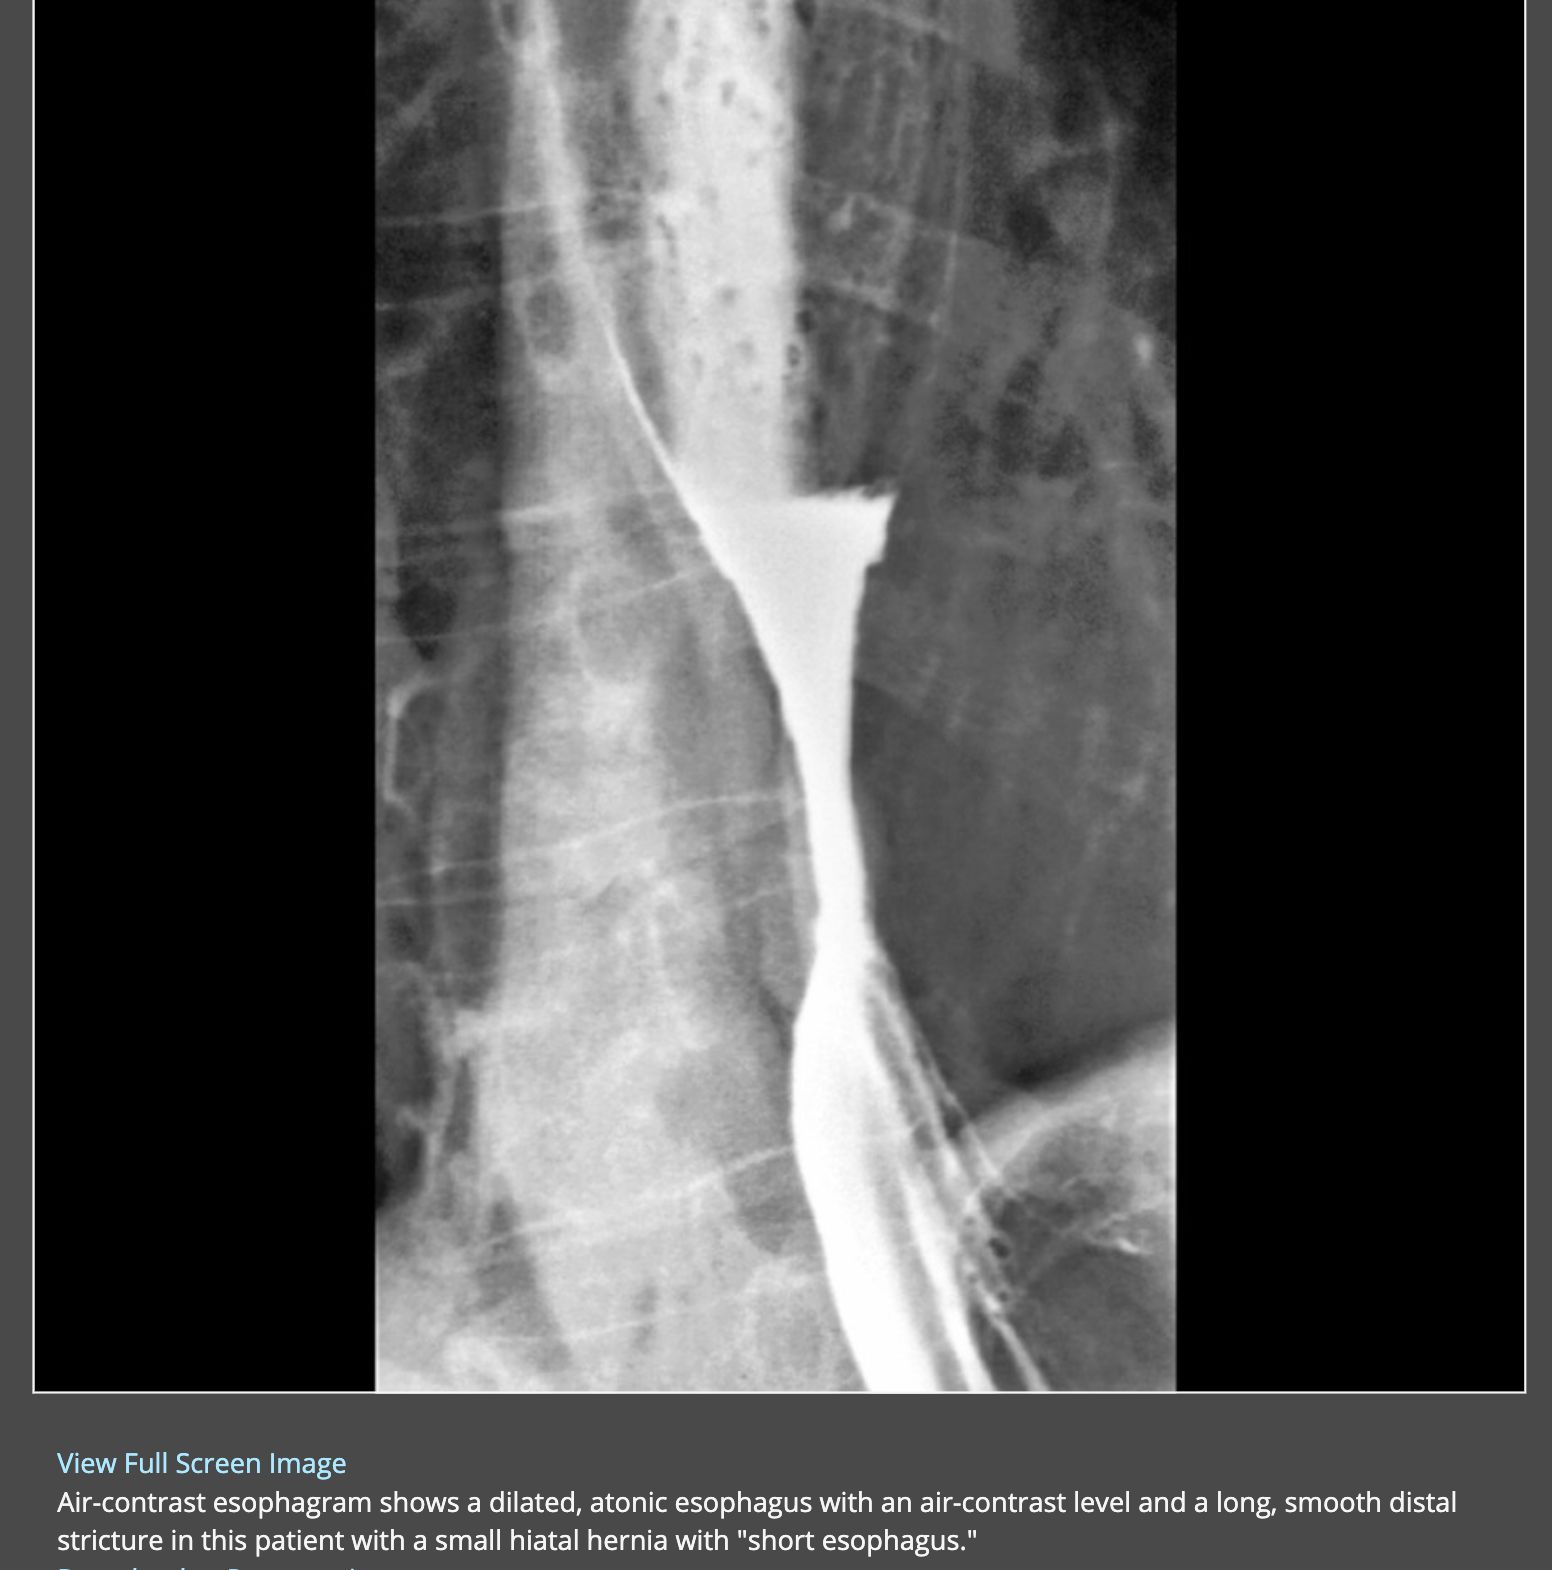 View Full Screen Image
Air-contrast esophagram shows a dilated, atonic esophagus with an air-contrast level and a long, smooth distal
stricture in this patient with a small hiatal hernia with "short esophagus."